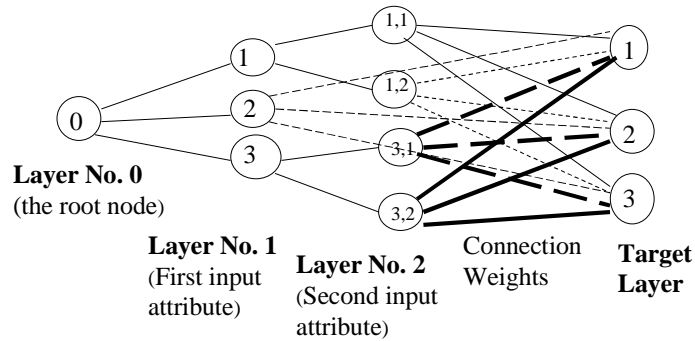 1,1
1
1
1,2
2
0
2
3,1
3
3
3,2
Layer No. 0
(the root node)
Layer No. 1
(First input
attribute)
Layer No. 2
(Second input
attribute)
Connection
Weights
Target
Layer